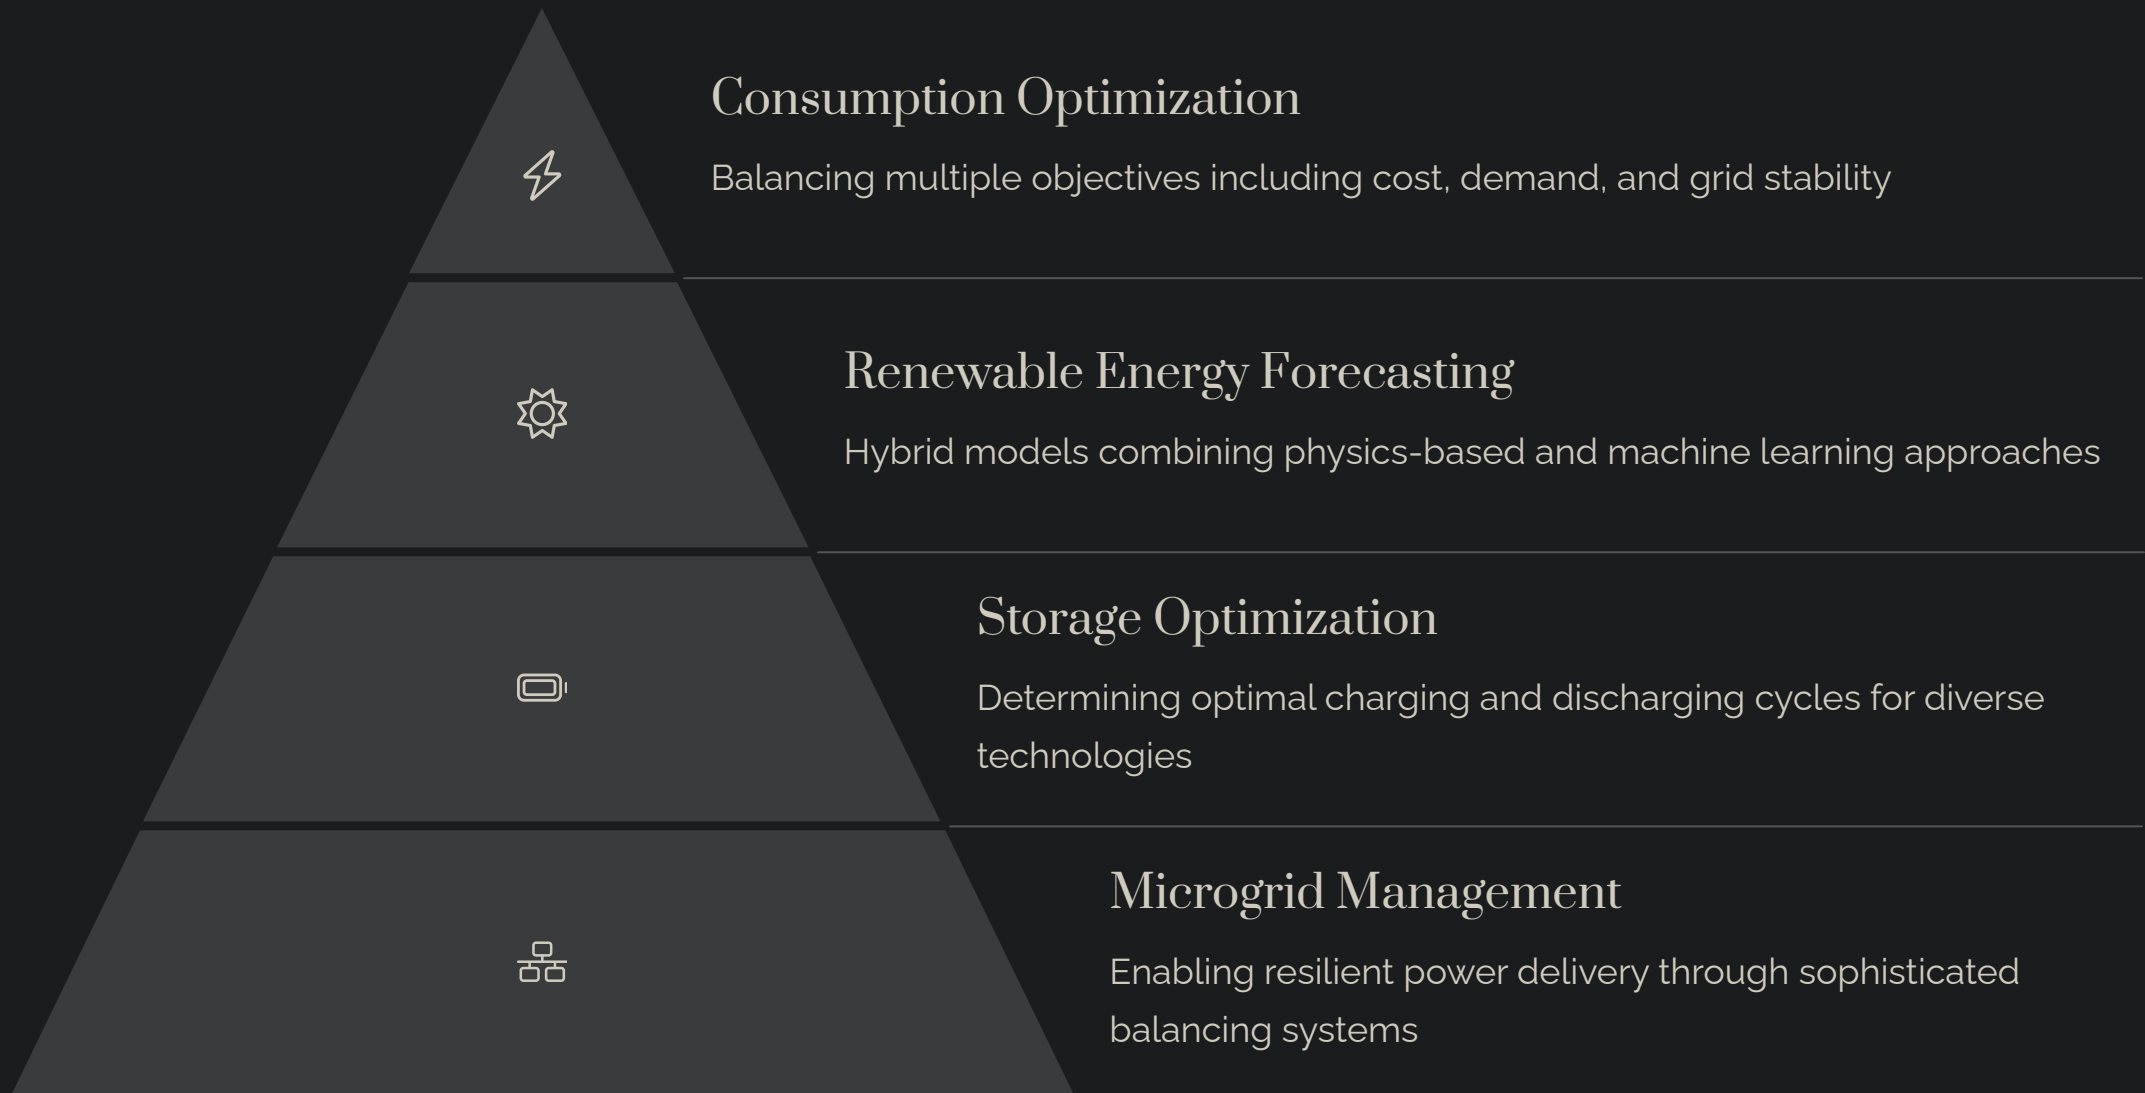 Consumption Optimization
Balancing multiple objectives including cost, demand, and grid stability
Renewable Energy Forecasting
Hybrid models combining physics-based and machine learning approaches
Storage Optimization
Determining optimal charging and discharging cycles for diverse
technologies
Microgrid Management
Enabling resilient power delivery through sophisticated
balancing systems